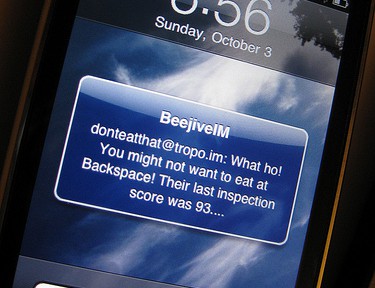 :56
Sunday, October 3
BeejiveIM
donteatthat@tropo.im: What ho!
You might not want to eat at
Backspace! Their last inspection
score was 93....